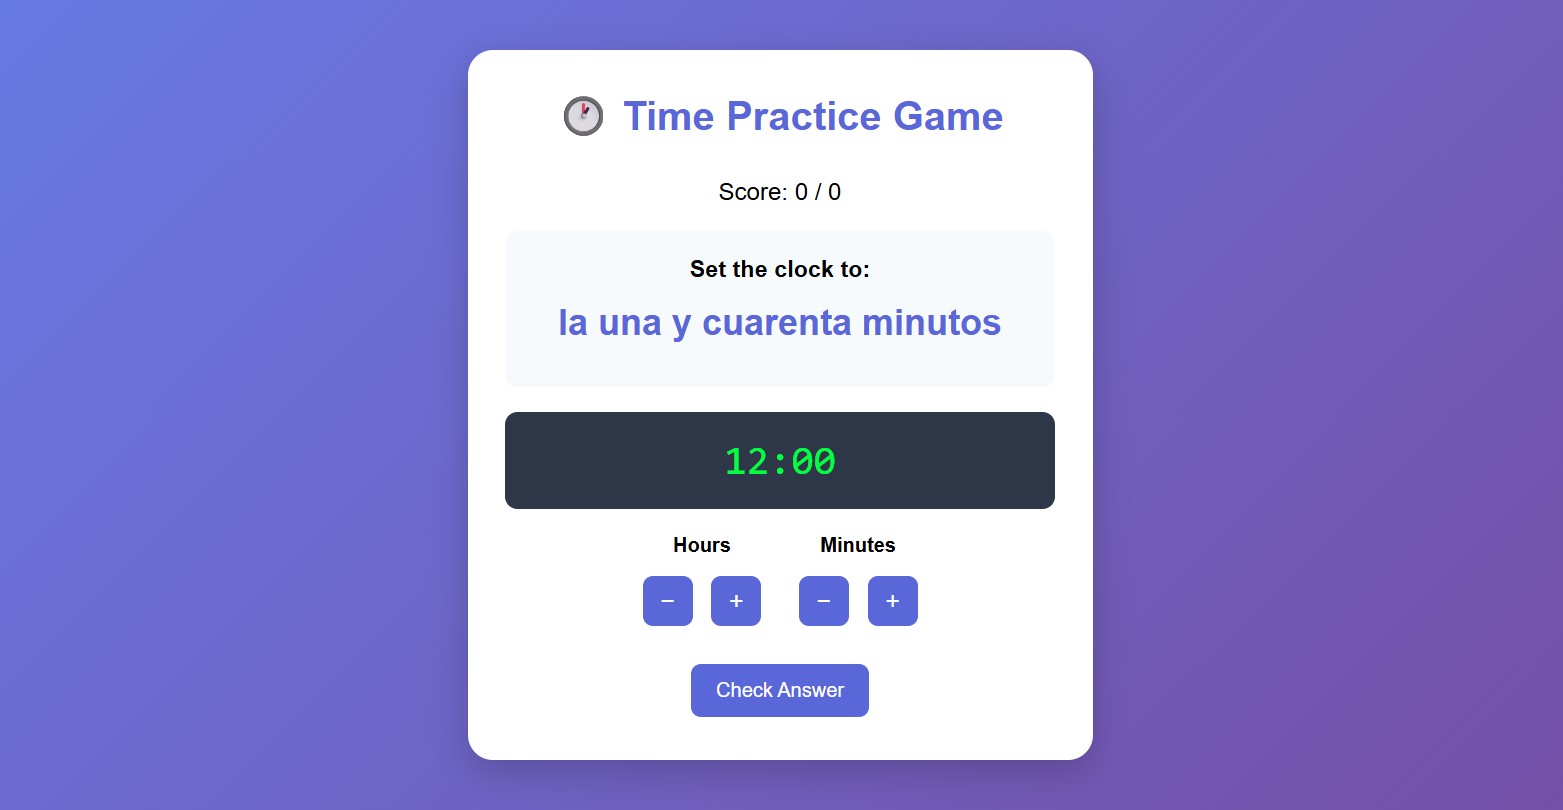 Time Practice Game
Score: 0 / 0
Set the clock to:
la una y cuarenta minutos
12:00
Hours Minutes
− + − +
Check Answer